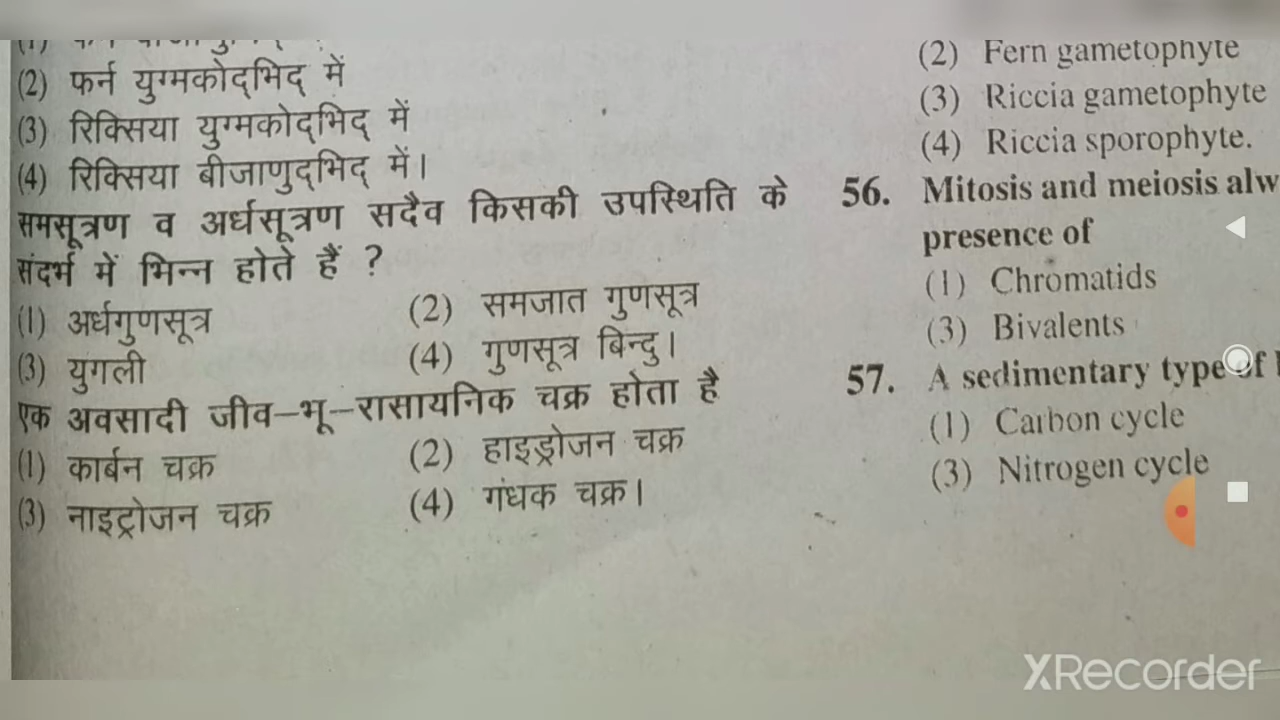 (2) फर्न युग्मकोद्भिद् में
(3) रिक्सिया युग्मकोद्भिद् में
(4) रिक्सिया बीजाणुद्भिद् में।
समसूत्रण व अर्धसूत्रण सदैव किसकी उपस्थिति के
संदर्भ में भिन्न होते हैं ?
(1) अर्धगुणसूत्र (2) समजात गुणसूत्र
(3) युगली (4) गुणसूत्र बिन्दु।
एक अवसादी जीव–भू–रासायनिक चक्र होता है
(1) कार्बन चक्र (2) हाइड्रोजन चक्र
(3) नाइट्रोजन चक्र (4) गंधक चक्र।
(2) Fern gametophyte
(3) Riccia gametophyte
(4) Riccia sporophyte.
56. Mitosis and meiosis alw
presence of
(1) Chromatids
(3) Bivalents
57. A sedimentary type of
(1) Carbon cycle
(3) Nitrogen cycle
XRecorder